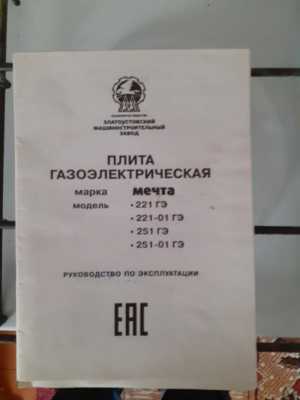 ЗЛАТОУСТОВСКИЙ
МАШИНОСТРОИТЕЛЬНЫЙ
ЗАВОД
ПЛИТА
ГАЗОЭЛЕКТРИЧЕСКАЯ
марка мечта
модель • 221 ГЭ
• 221-01 ГЭ
• 251 ГЭ
• 251-01 ГЭ
РУКОВОДСТВО ПО ЭКСПЛУАТАЦИИ
ЕАС